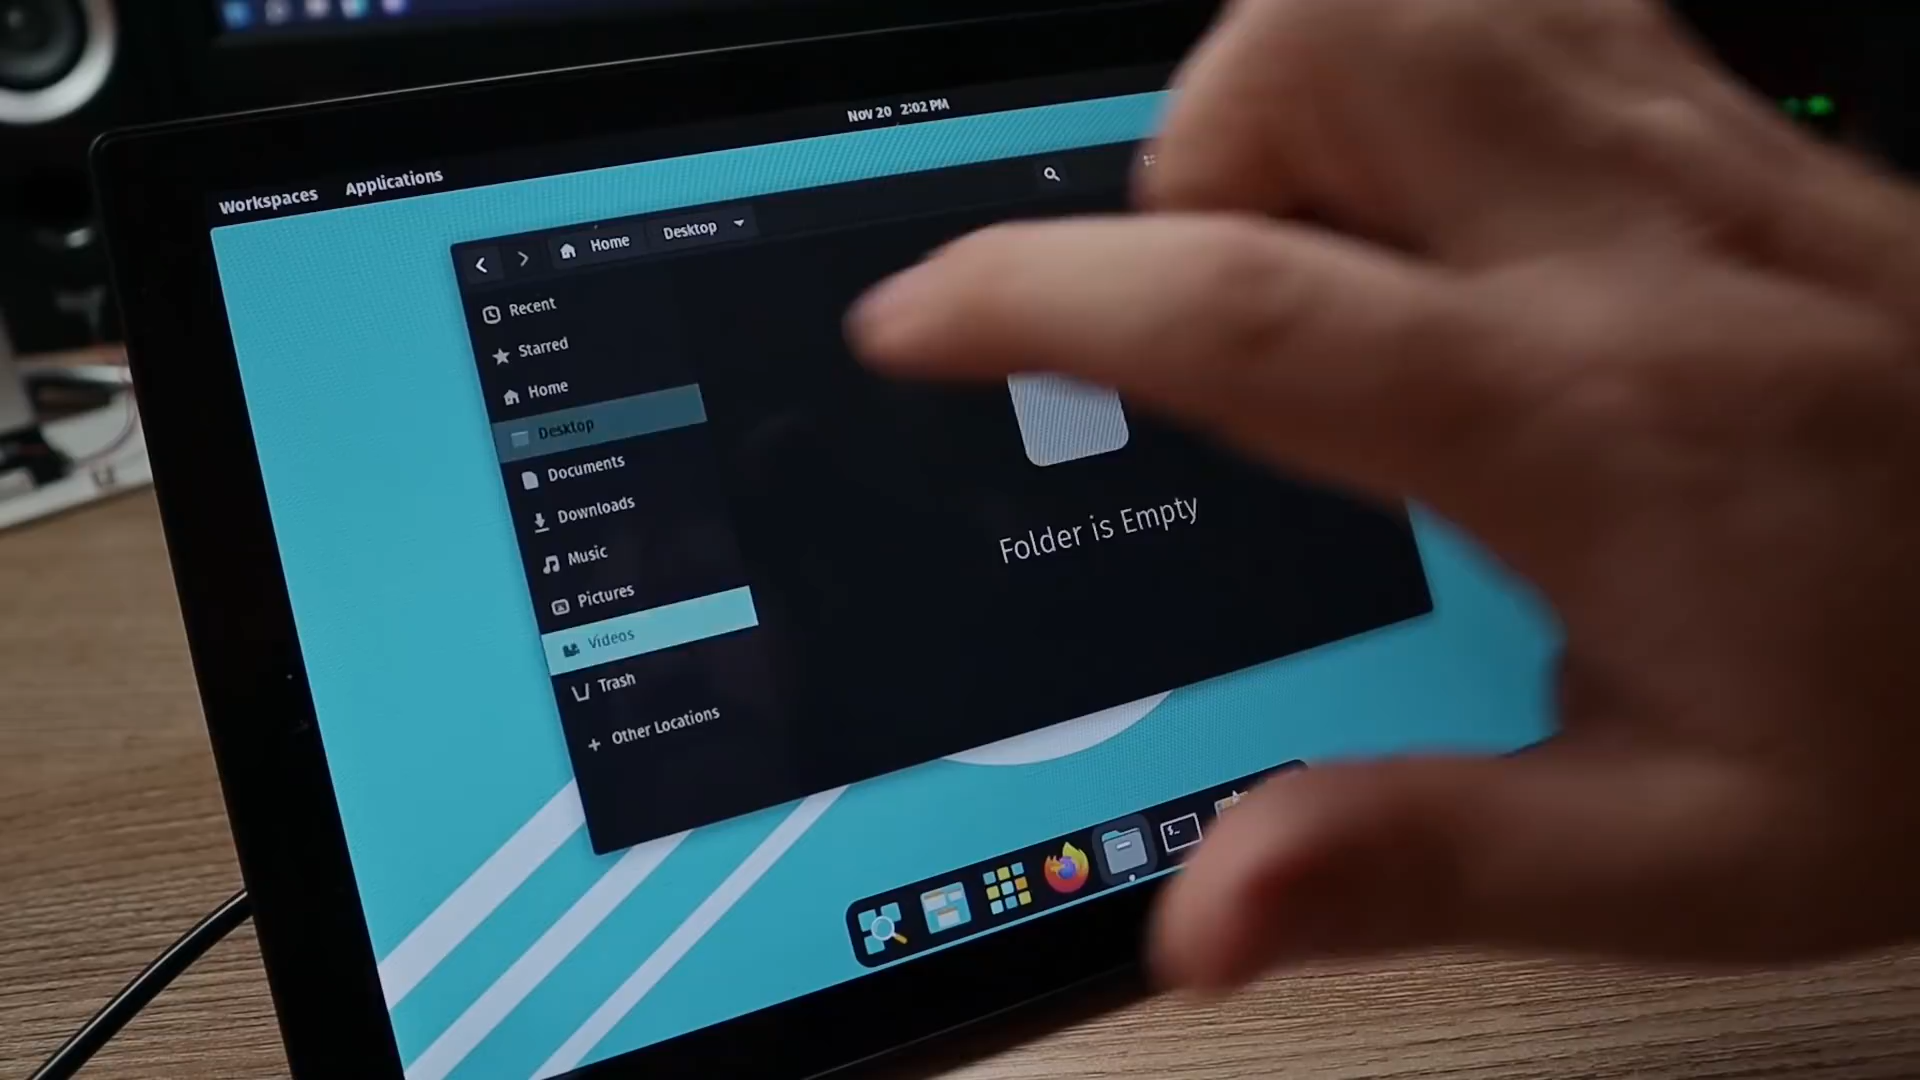 Nov 20 2:02 PM
Workspaces Applications
Home Desktop
Recent
Starred
Home
Desktop
Documents
Downloads
Music
Pictures
Videos
Trash
Other Locations
Folder is Empty
$_